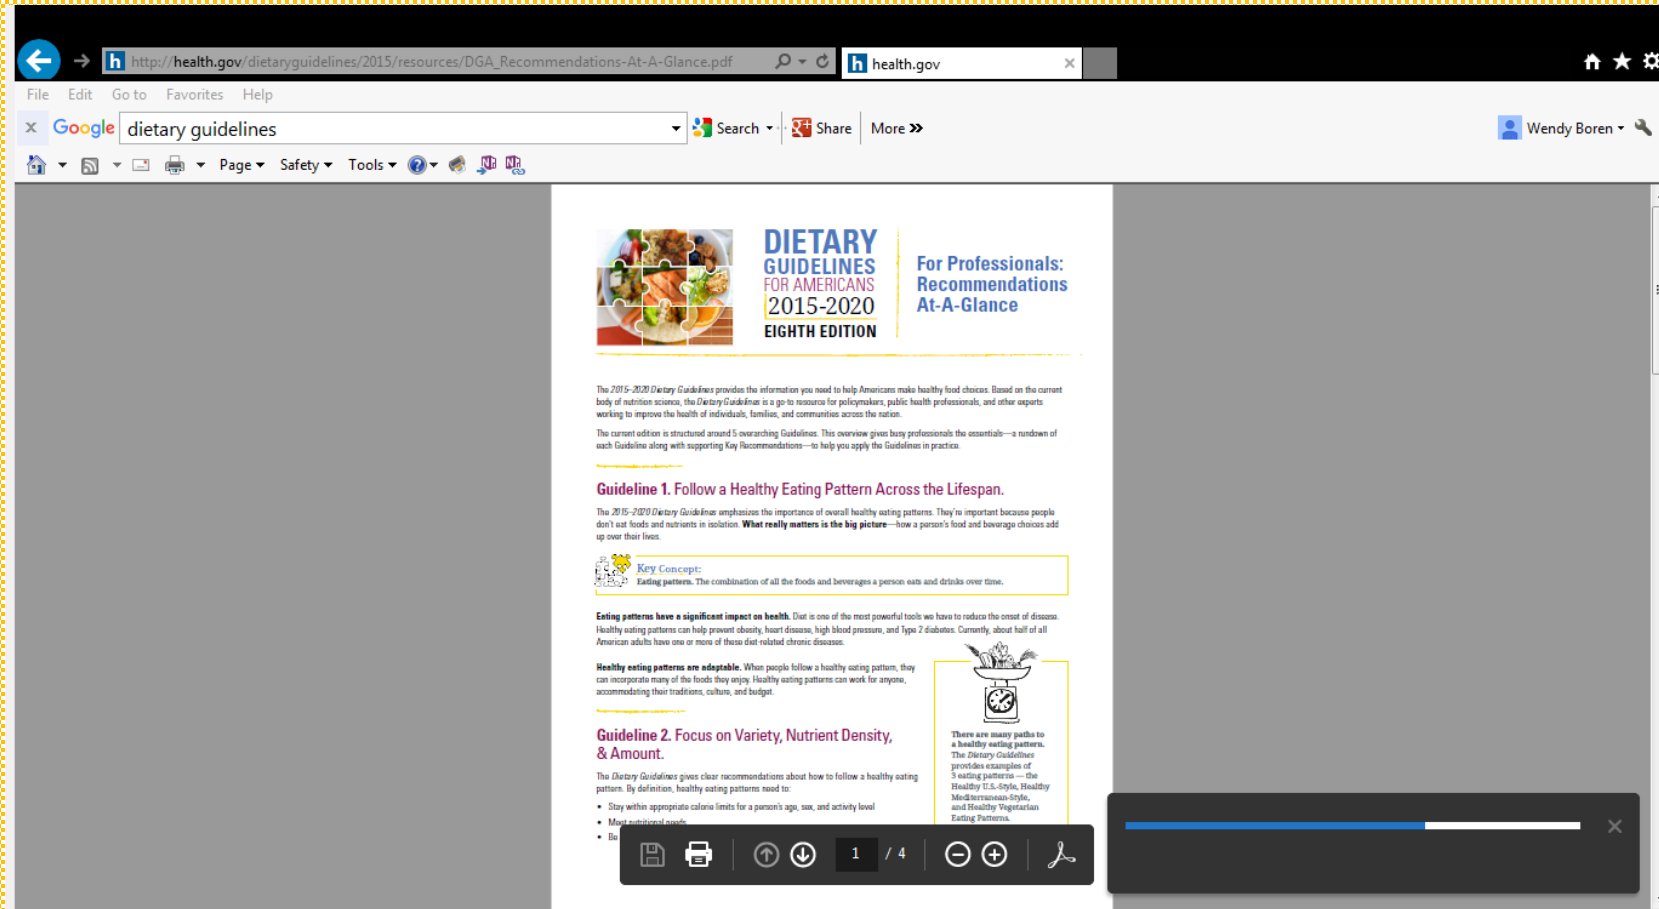 http://health.gov/dietaryguidelines/2015/resources/DGA_Recommendations-At-A-Glance.pdf
health.gov
File Edit Go to Favorites Help
x Google dietary guidelines Search Share More »
Wendy Boren
Page Safety Tools
DIETARY
GUIDELINES
FOR AMERICANS
2015-2020
EIGHTH EDITION
For Professionals:
Recommendations
At-A-Glance
The 2015–2020 Dietary Guidelines provides the information you need to help Americans make healthy food choices. Based on the current
body of nutrition science, the Dietary Guidelines is a go-to resource for policymakers, public health professionals, and other experts
working to improve the health of individuals, families, and communities across the nation.
The current edition is structured around 5 overarching Guidelines. This overview gives busy professionals the essentials—a rundown of
each Guideline along with supporting Key Recommendations—to help you apply the Guidelines in practice.
Guideline 1. Follow a Healthy Eating Pattern Across the Lifespan.
The 2015–2020 Dietary Guidelines emphasizes the importance of overall healthy eating patterns. They're important because people
don't eat foods and nutrients in isolation. What really matters is the big picture—how a person's food and beverage choices add
up over their lives.
Key Concept:
Eating pattern. The combination of all the foods and beverages a person eats and drinks over time.
Eating patterns have a significant impact on health. Diet is one of the most powerful tools we have to reduce the onset of disease.
Healthy eating patterns can help prevent obesity, heart disease, high blood pressure, and Type 2 diabetes. Currently, about half of all
American adults have one or more of these diet-related chronic diseases.
Healthy eating patterns are adaptable. When people follow a healthy eating pattern, they
can incorporate many of the foods they enjoy. Healthy eating patterns can work for anyone,
accommodating their traditions, culture, and budget.
Guideline 2. Focus on Variety, Nutrient Density,
& Amount.
The Dietary Guidelines gives clear recommendations about how to follow a healthy eating
pattern. By definition, healthy eating patterns need to:
• Stay within appropriate calorie limits for a person's age, sex, and activity level
• Meet nutritional needs
• Be
There are many paths to
a healthy eating pattern.
The Dietary Guidelines
provides examples of
3 eating patterns — the
Healthy U.S.-Style, Healthy
Mediterranean-Style,
and Healthy Vegetarian
Eating Patterns.
1 / 4